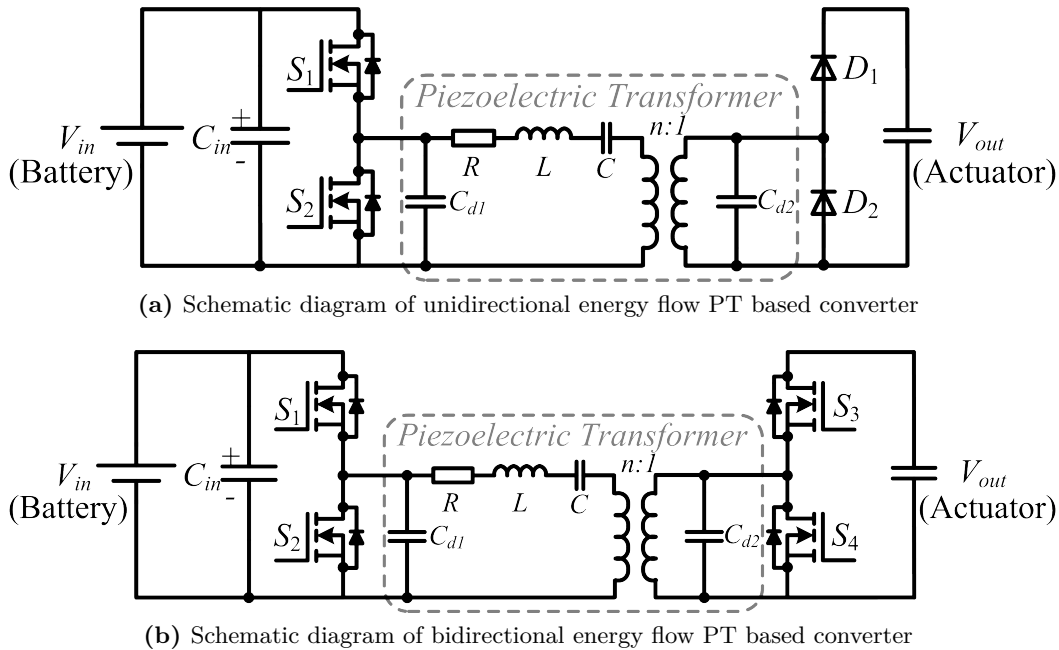 S1
D1
Piezoelectric Transformer
n:1
Vin
(Battery)
Cin
+
-
R
L
C
Vout
(Actuator)
S2
Cd1
Cd2
D2
(a) Schematic diagram of unidirectional energy flow PT based converter
S1
S3
Piezoelectric Transformer
n:1
Vin
(Battery)
Cin
+
-
R
L
C
Vout
(Actuator)
S2
Cd1
Cd2
S4
(b) Schematic diagram of bidirectional energy flow PT based converter